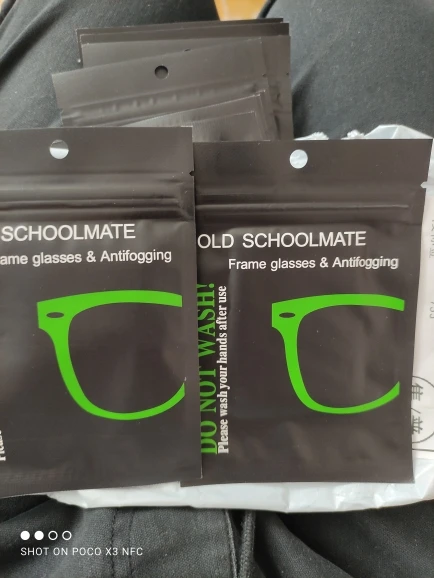 SCHOOLMATE
ame glasses & Antifogging
OLD SCHOOLMATE
Frame glasses & Antifogging
DO NOT WASH!
Please wash your hands after use
SHOT ON POCO X3 NFC